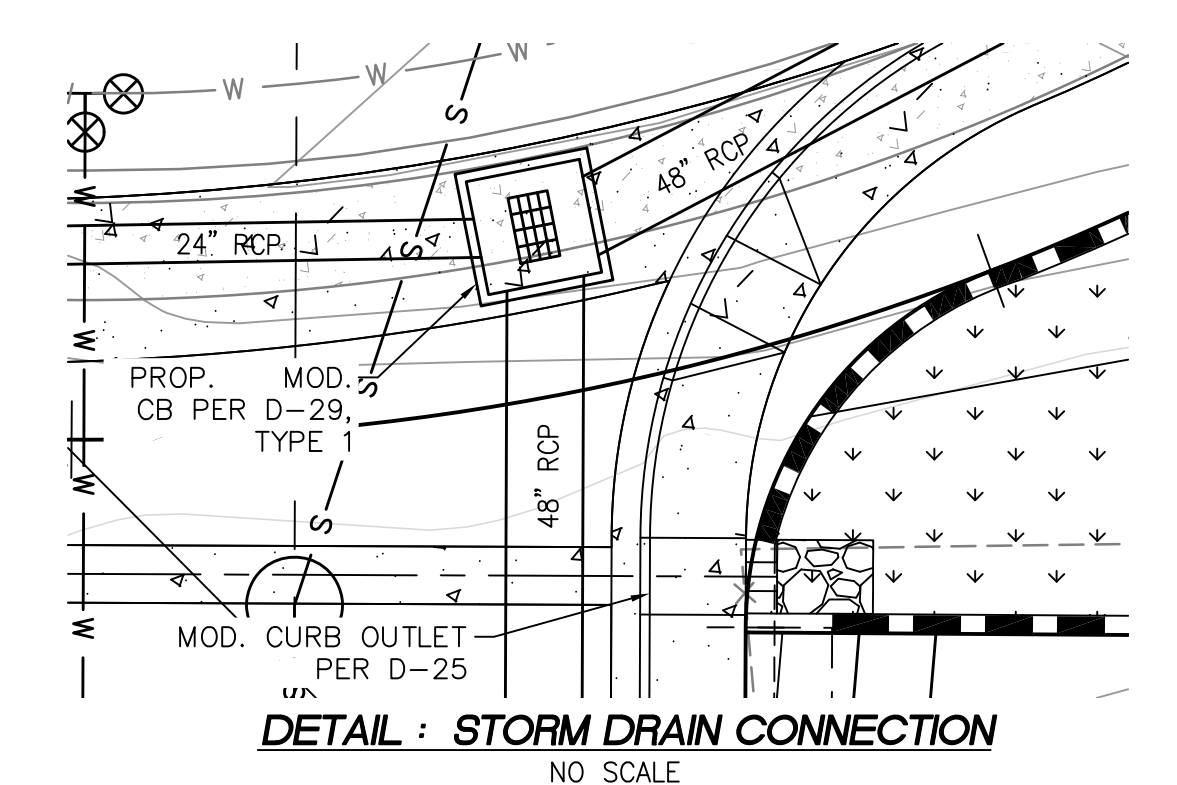 W
W
W
S
48" RCP
W
24" RCP
S
W
PROP. MOD.
CB PER D-29,
TYPE 1
S
48" RCP
W
S
MOD. CURB OUTLET
PER D-25
W
DETAIL : STORM DRAIN CONNECTION
NO SCALE